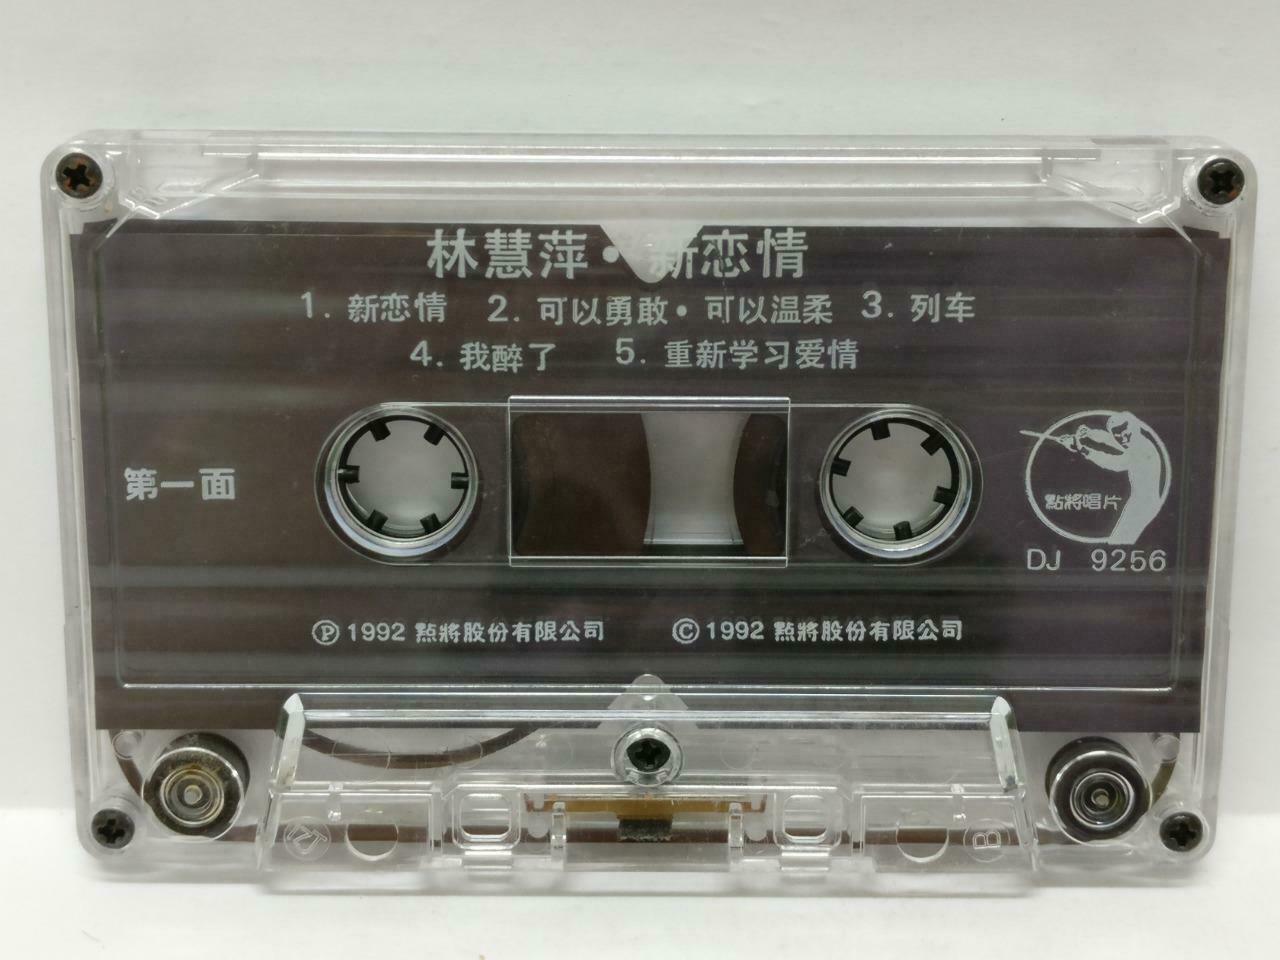 林慧萍·新恋情
1. 新恋情 2. 可以勇敢·可以温柔 3. 列车
4. 我醉了 5. 重新学习爱情
第一面
點將唱片
DJ 9256
Ⓟ 1992 點將股份有限公司 Ⓒ 1992 點將股份有限公司
B